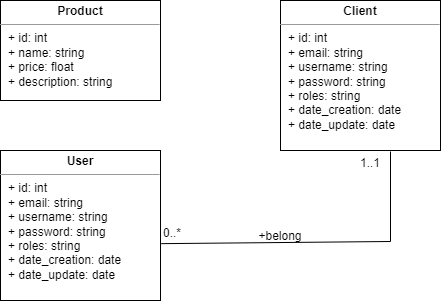 Product
+ id: int
+ name: string
+ price: float
+ description: string
Client
+ id: int
+ email: string
+ username: string
+ password: string
+ roles: string
+ date_creation: date
+ date_update: date
1..1
User
+ id: int
+ email: string
+ username: string
+ password: string
+ roles: string
+ date_creation: date
+ date_update: date
0..*
+belong